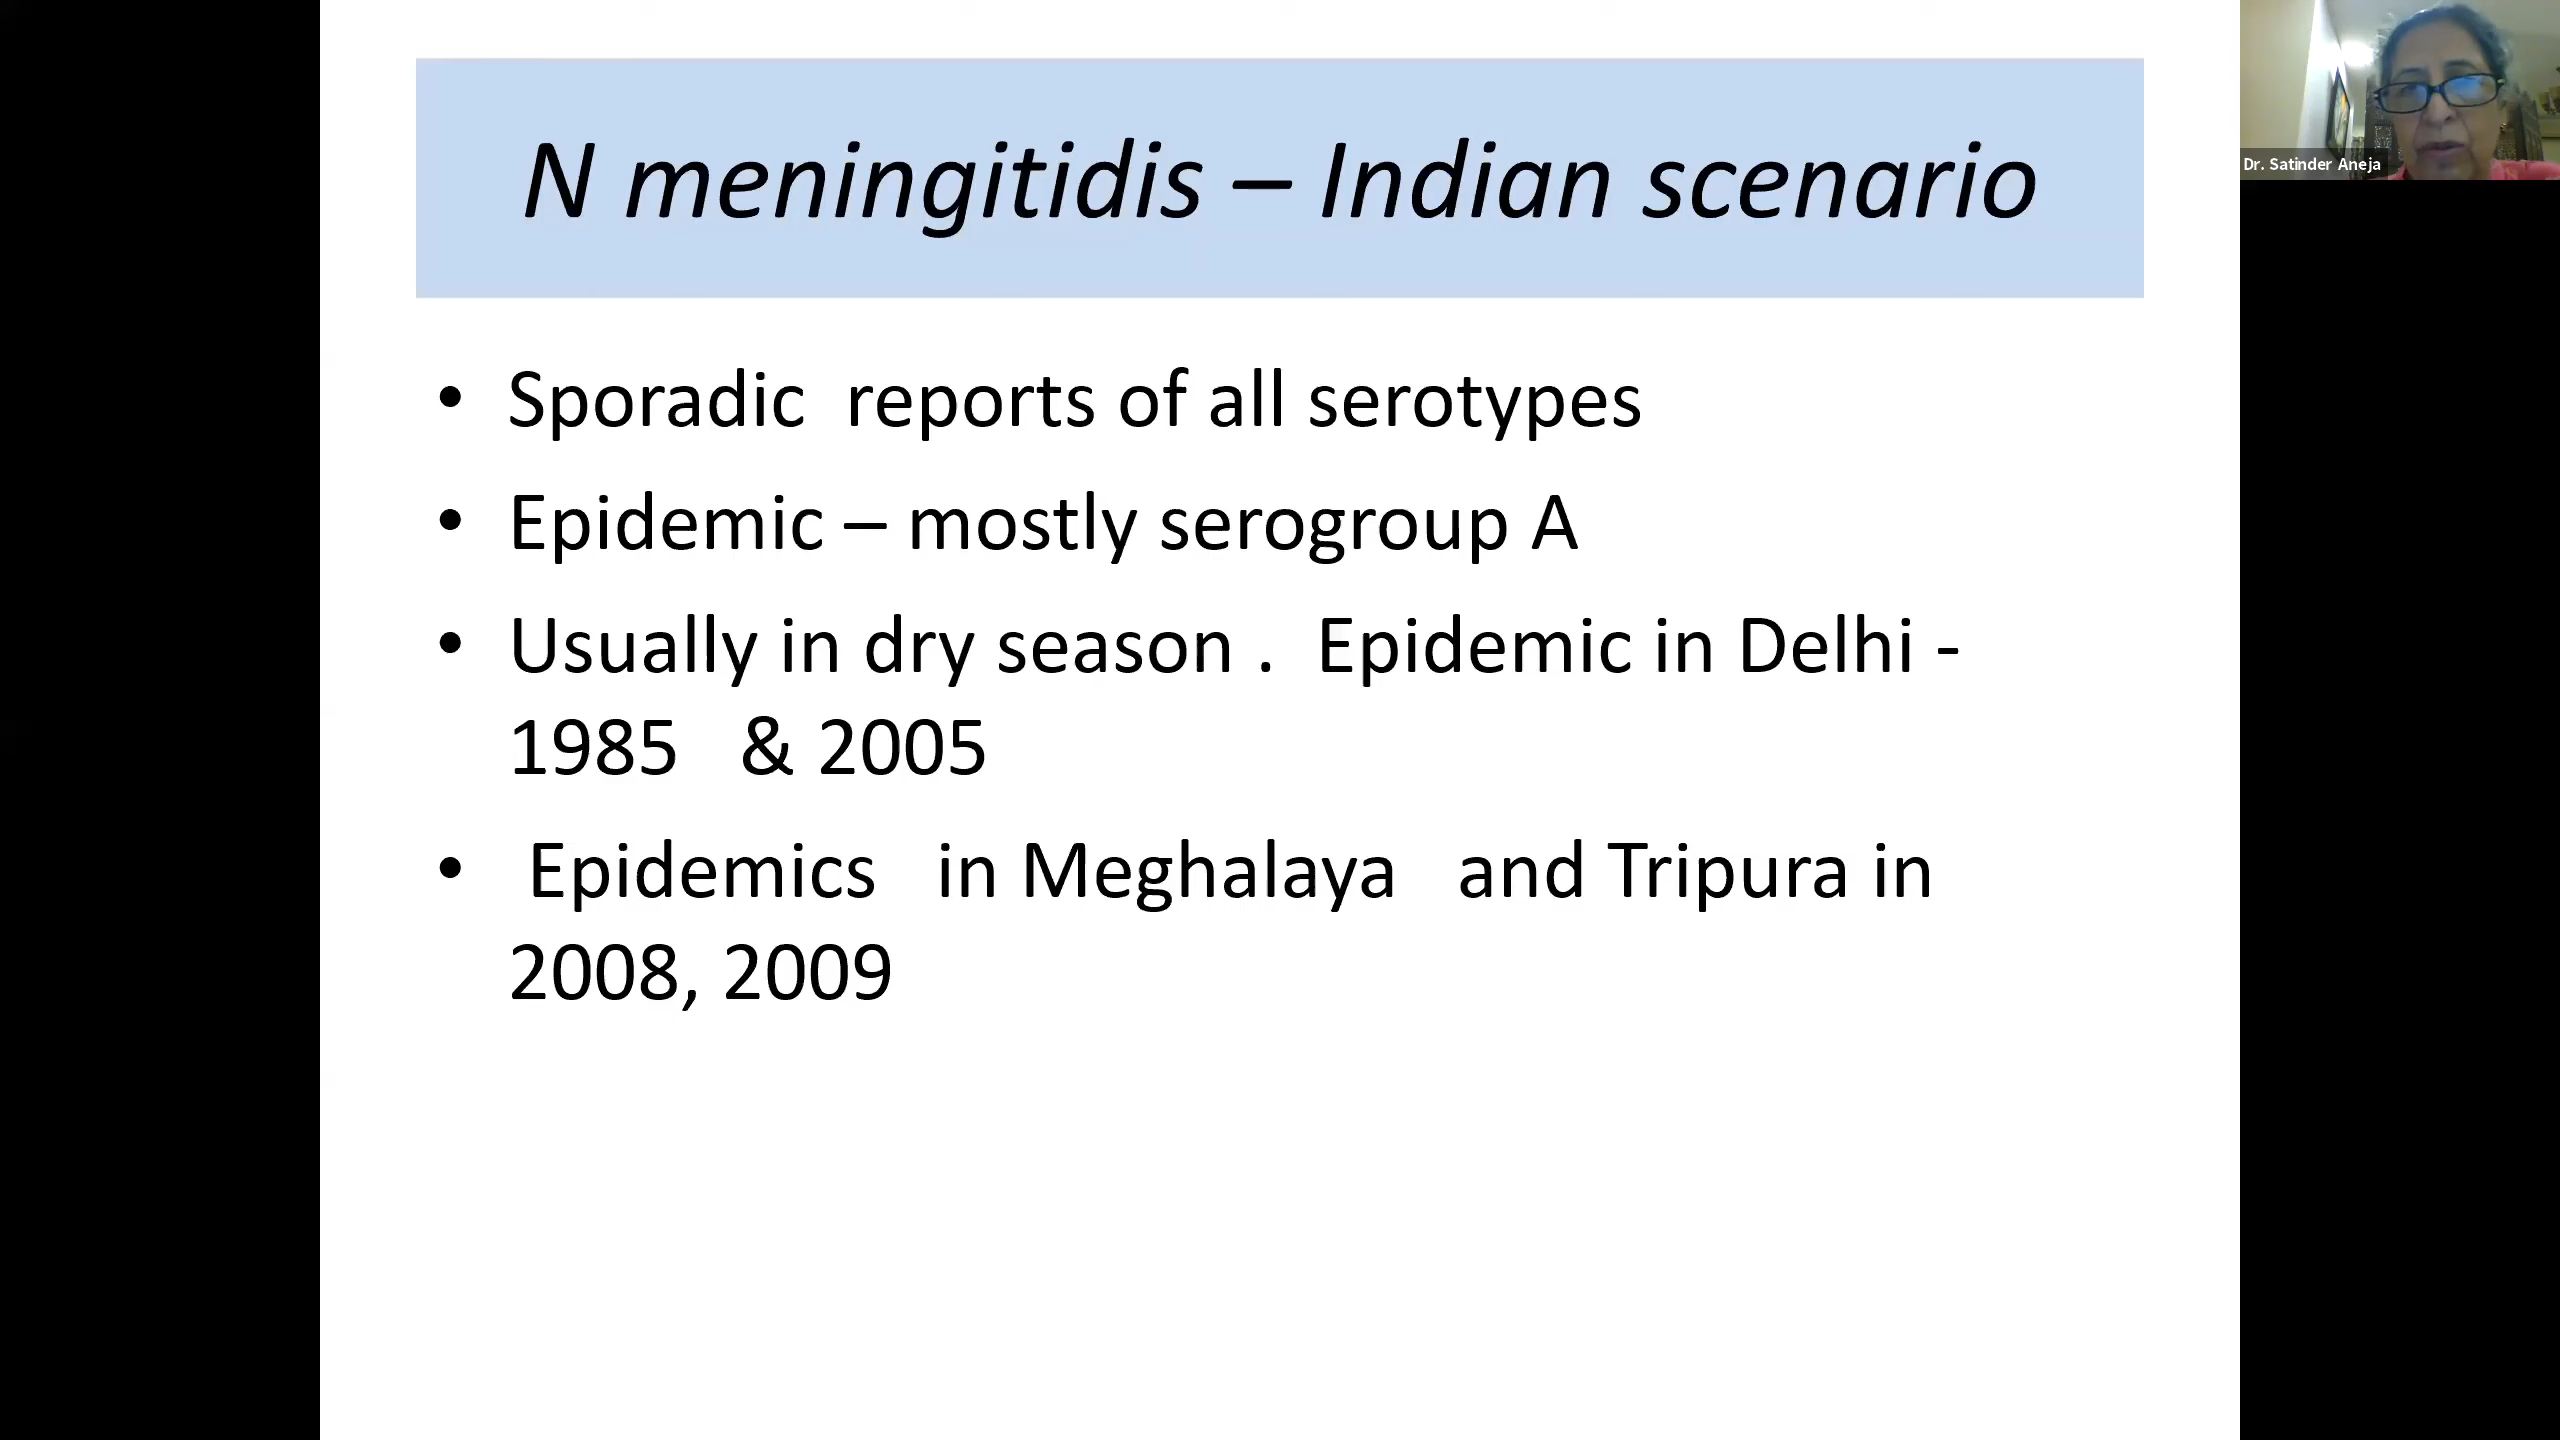 N meningitidis – Indian scenario
Dr. Satinder Aneja
• Sporadic  reports of all serotypes
• Epidemic – mostly serogroup A
• Usually in dry season .  Epidemic in Delhi -
1985   & 2005
•  Epidemics   in Meghalaya   and Tripura in
2008, 2009